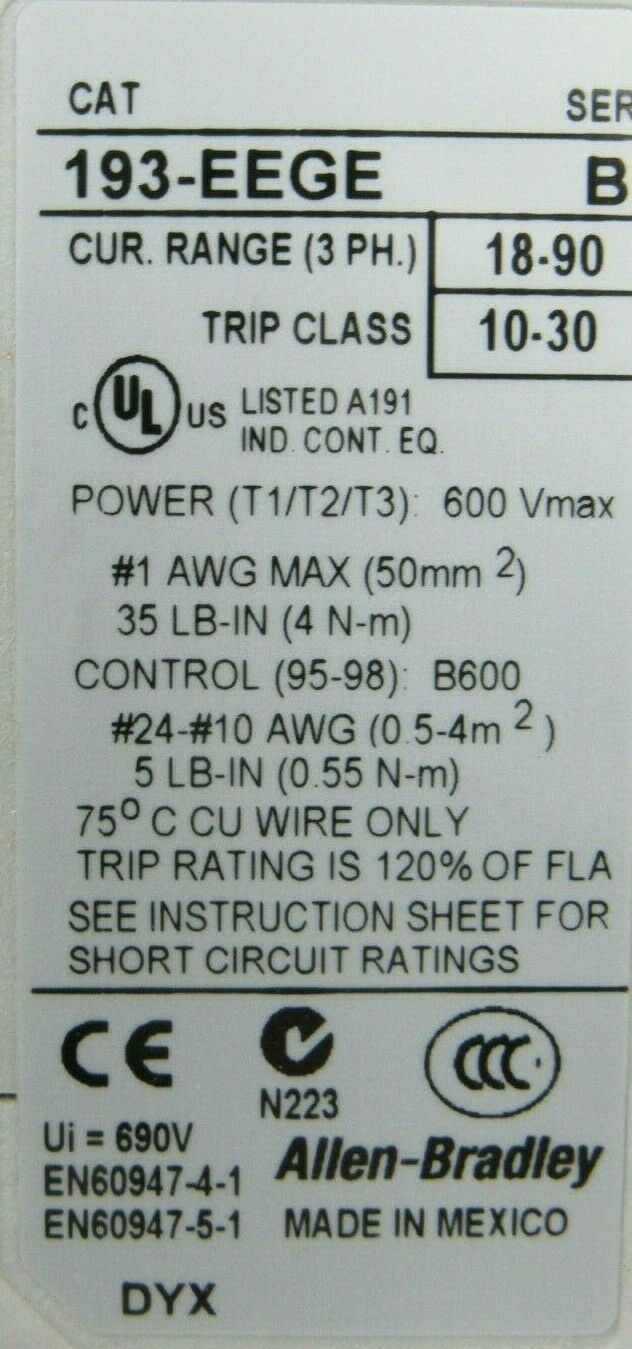 CAT SER
193-EEGE B
CUR. RANGE (3 PH.) 18-90
TRIP CLASS 10-30
C UL US LISTED A191
IND. CONT. EQ.
POWER (T1/T2/T3): 600 Vmax
#1 AWG MAX (50mm ²)
35 LB-IN (4 N-m)
CONTROL (95-98): B600
#24-#10 AWG (0.5-4m ²)
5 LB-IN (0.55 N-m)
75° C CU WIRE ONLY
TRIP RATING IS 120% OF FLA
SEE INSTRUCTION SHEET FOR
SHORT CIRCUIT RATINGS
CE CCC
N223
Ui = 690V
Allen-Bradley
EN60947-4-1
EN60947-5-1 MADE IN MEXICO
DYX